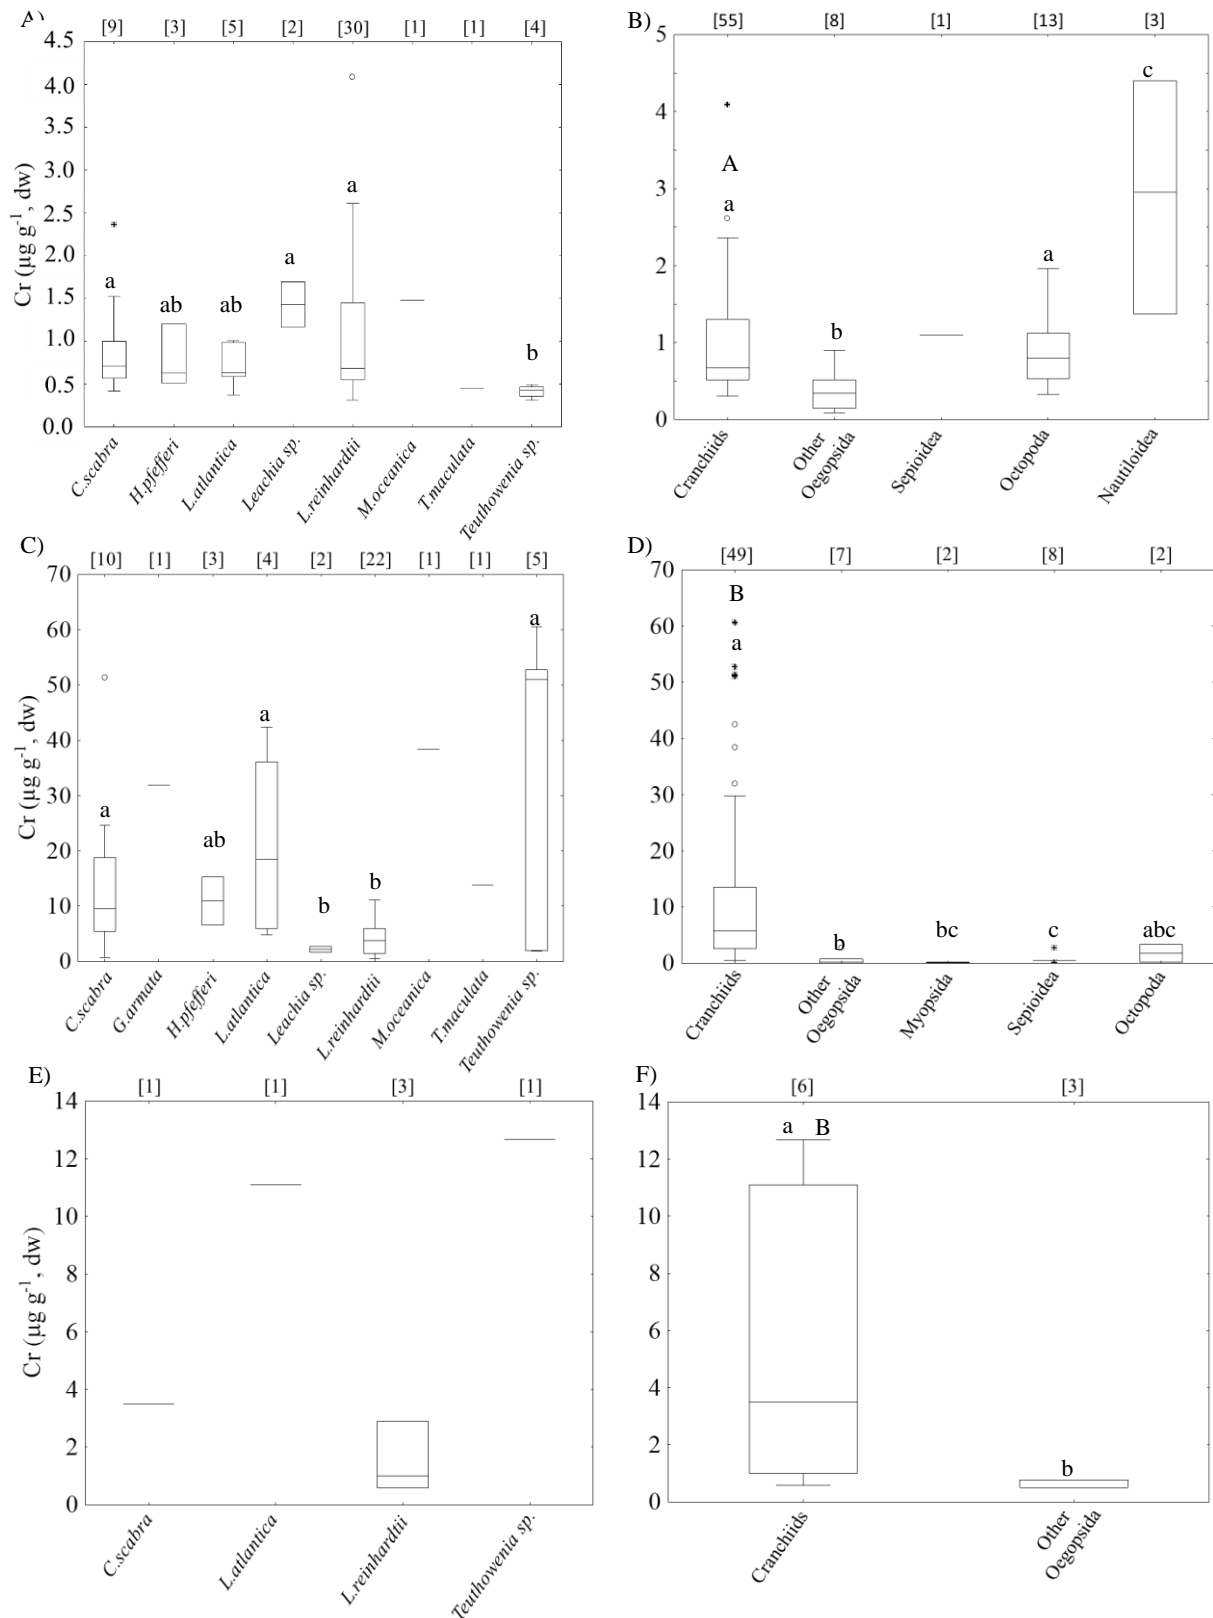 A)
[9] [3] [5] [2] [30] [1] [1] [4]
4.5
4.0
3.5
3.0
2.5
2.0
1.5
1.0
0.5
0.0
Cr (µg g-1, dw)
a ab ab a a b
C.scabra H.pfefferi L.atlantica Leachia sp. L.reinhardtii M.oceanica T.maculata Teuthowenia sp.
B)
[55] [8] [1] [13] [3]
5
4
3
2
1
0
A
a b a c
Cranchiids Other Oegopsida Sepioidea Octopoda Nautiloidea
C)
[10] [1] [3] [4] [2] [22] [1] [1] [5]
70
60
50
40
30
20
10
0
Cr (µg g-1, dw)
a ab a b b a
C.scabra G.armata H.pfefferi L.atlantica Leachia sp. L.reinhardtii M.oceanica T.maculata Teuthowenia sp.
D)
[49] [7] [2] [8] [2]
70
60
50
40
30
20
10
0
B
a b bc c abc
Cranchiids Other Oegopsida Myopsida Sepioidea Octopoda
E)
[1] [1] [3] [1]
14
12
10
8
6
4
2
0
Cr (µg g-1, dw)
C.scabra L.atlantica L.reinhardtii Teuthowenia sp.
F)
[6] [3]
14
12
10
8
6
4
2
0
a B
b
Cranchiids Other Oegopsida